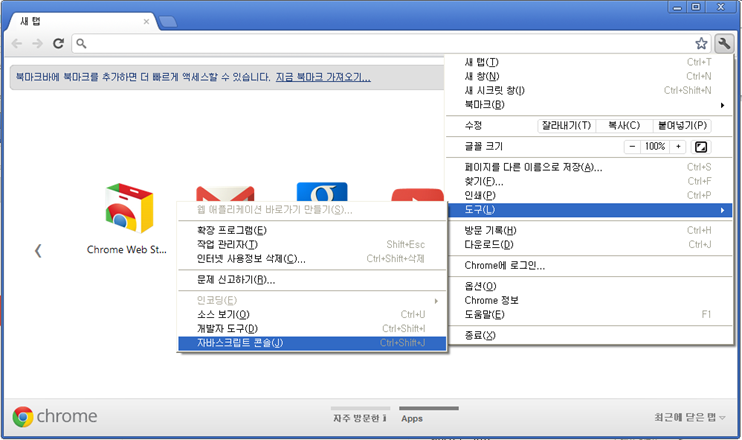 새 탭
북마크바에 북마크를 추가하면 더 빠르게 액세스할 수 있습니다. 지금 북마크 가져오기...
새 탭(T) Ctrl+T
새 창(N) Ctrl+N
새 시크릿 창(I) Ctrl+Shift+N
북마크(B)
수정 잘라내기(T) 복사(C) 붙여넣기(P)
글꼴 크기 − 100% +
페이지를 다른 이름으로 저장(A)... Ctrl+S
찾기(F)... Ctrl+F
인쇄(P)... Ctrl+P
도구(L)
방문 기록(H) Ctrl+H
다운로드(D) Ctrl+J
Chrome에 로그인...
옵션(O)
Chrome 정보
도움말(E) F1
종료(X)
웹 애플리케이션 바로가기 만들기(S)...
확장 프로그램(E)
작업 관리자(T) Shift+Esc
인터넷 사용정보 삭제(C)... Ctrl+Shift+삭제
문제 신고하기(R)...
인코딩(E)
소스 보기(O) Ctrl+U
개발자 도구(D) Ctrl+Shift+I
자바스크립트 콘솔(J) Ctrl+Shift+J
Chrome Web St...
chrome
자주 방문한
Apps
최근에 닫은 탭